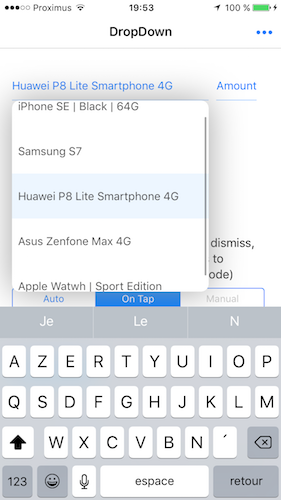 Proximus 19:53 100 %
DropDown
Huawei P8 Lite Smartphone 4G Amount
iPhone SE | Black | 64G
Samsung S7
Huawei P8 Lite Smartphone 4G
Asus Zenfone Max 4G
dismiss,
to
ode)
Apple Watwh | Sport Edition
Auto On Tap Manual
Je Le N
A Z E R T Y U I O P
Q S D F G H J K L M
W X C V B N ´
123 espace retour